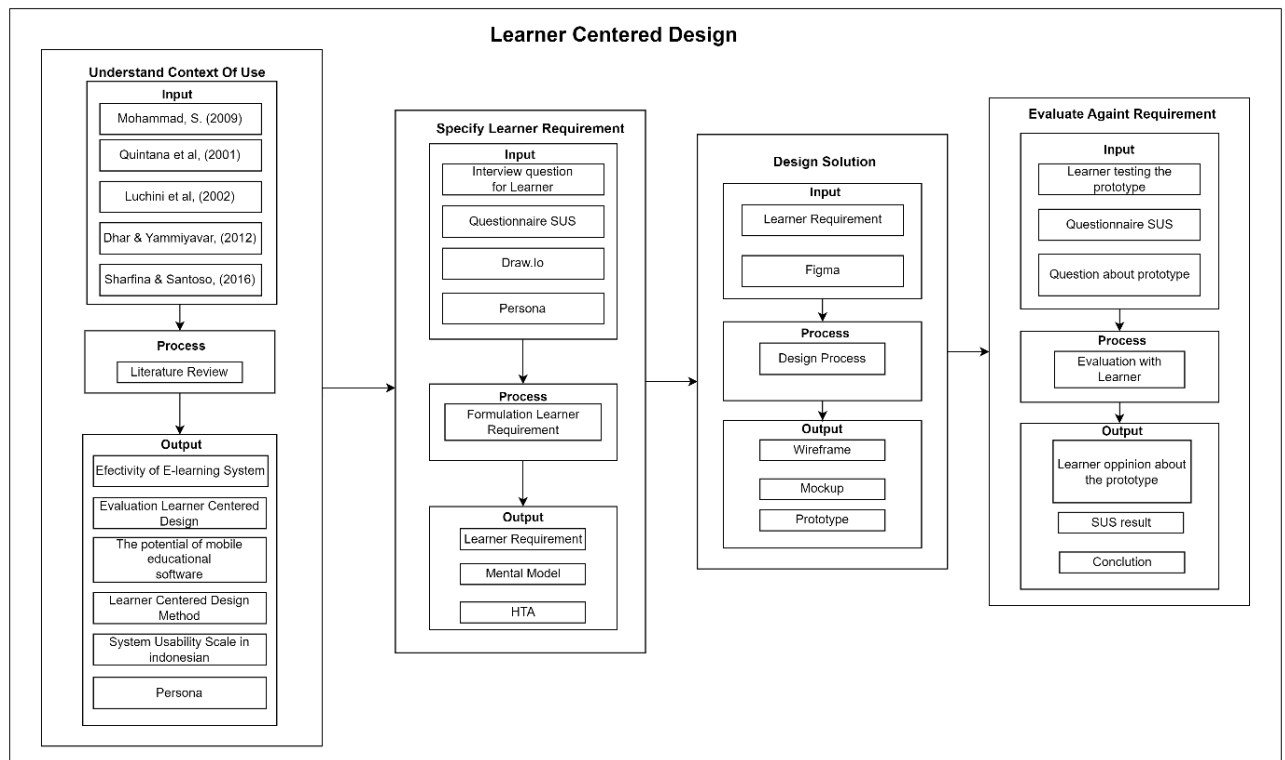 Learner Centered Design
Understand Context Of Use
Input
Mohammad, S. (2009)
Quintana et al, (2001)
Luchini et al, (2002)
Dhar & Yammiyavar, (2012)
Sharfina & Santoso, (2016)
Process
Literature Review
Output
Efectivity of E-learning System
Evaluation Learner Centered
Design
The potential of mobile
educational
software
Learner Centered Design
Method
System Usability Scale in
indonesian
Persona
Specify Learner Requirement
Input
Interview question
for Learner
Questionnaire SUS
Draw.Io
Persona
Process
Formulation Learner
Requirement
Output
Learner Requirement
Mental Model
HTA
Design Solution
Input
Learner Requirement
Figma
Process
Design Process
Output
Wireframe
Mockup
Prototype
Evaluate Againt Requirement
Input
Learner testing the
prototype
Questionnaire SUS
Question about prototype
Process
Evaluation with
Learner
Output
Learner oppinion about
the prototype
SUS result
Conclution